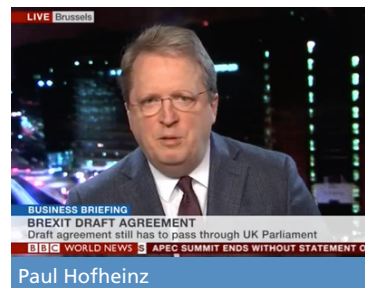 LIVE Brussels
BUSINESS BRIEFING
BREXIT DRAFT AGREEMENT
Draft agreement still has to pass through UK Parliament
BBC WORLD NEWS S APEC SUMMIT ENDS WITHOUT STATEMENT O
Paul Hofheinz